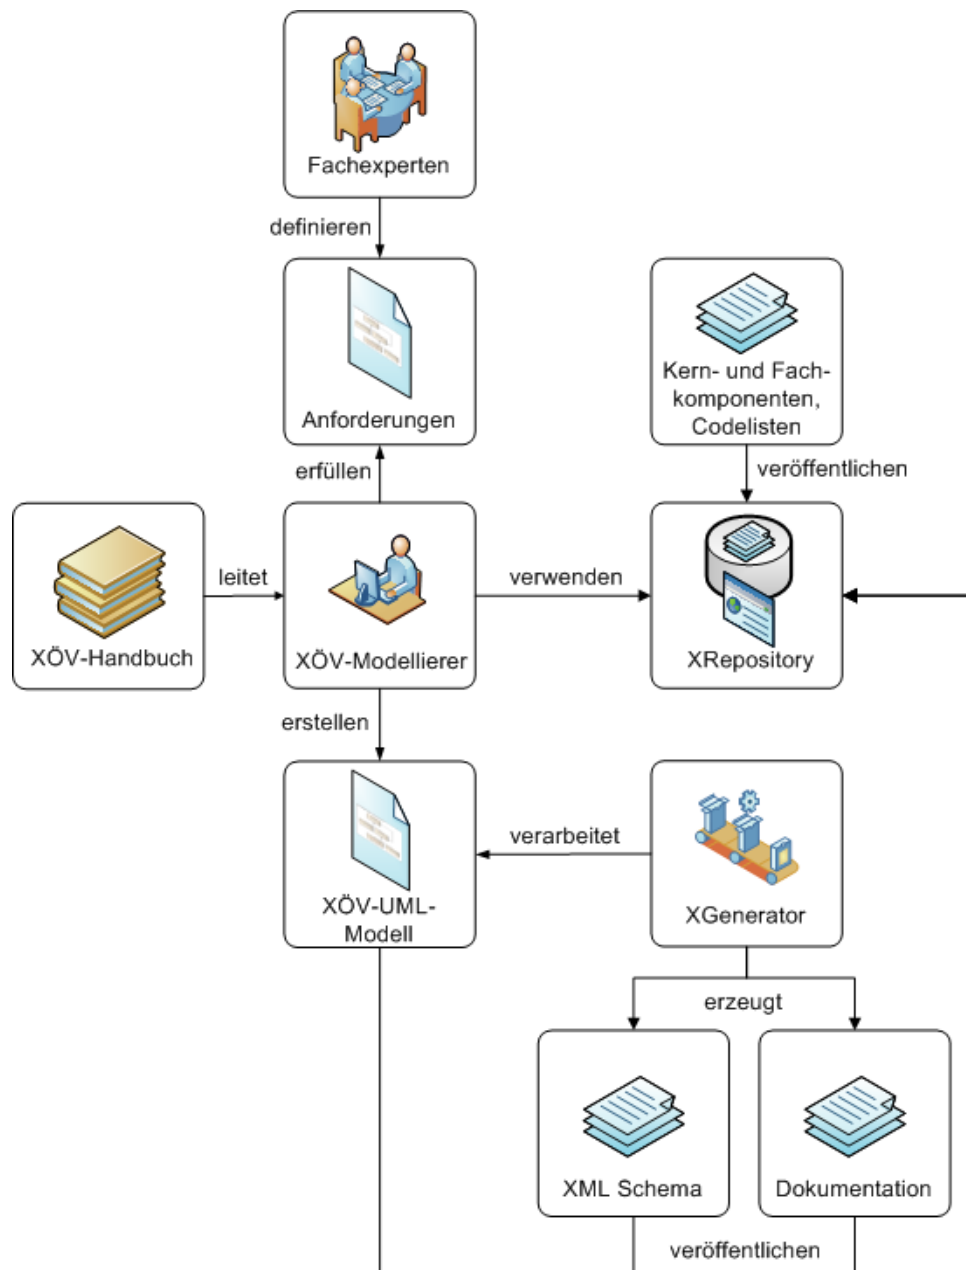 Fachexperten
definieren
Anforderungen
Kern- und Fach-
komponenten,
Codelisten
erfüllen
veröffentlichen
XÖV-Handbuch
leitet
XÖV-Modellierer
verwenden
XRepository
erstellen
XÖV-UML-
Modell
verarbeitet
XGenerator
erzeugt
XML Schema
Dokumentation
veröffentlichen